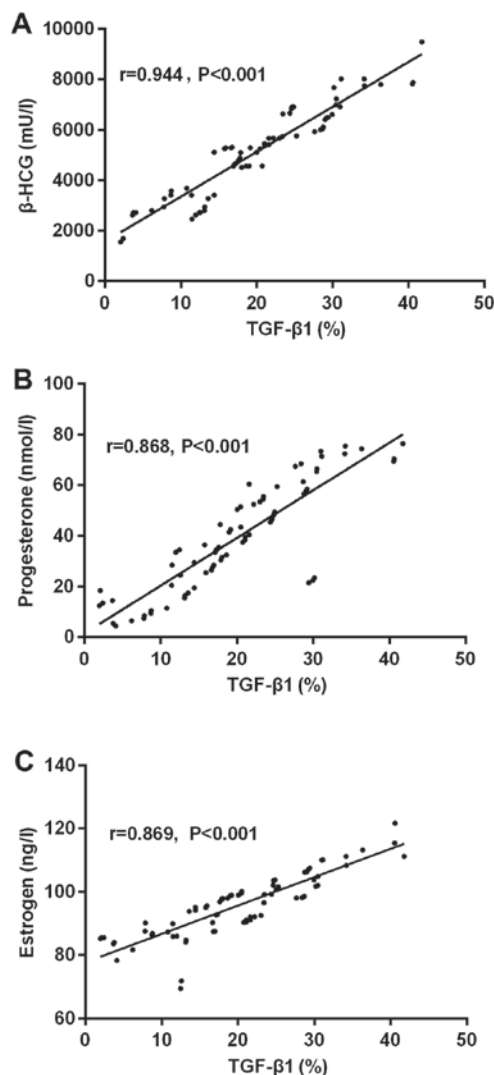 A
r=0.944, P<0.001
β-HCG (mU/l)
10000
8000
6000
4000
2000
0
0 10 20 30 40 50
TGF-β1 (%)
B
r=0.868, P<0.001
Progesterone (nmol/l)
100
80
60
40
20
0
0 10 20 30 40 50
TGF-β1 (%)
C
r=0.869, P<0.001
Estrogen (ng/l)
140
120
100
80
60
0 10 20 30 40 50
TGF-β1 (%)